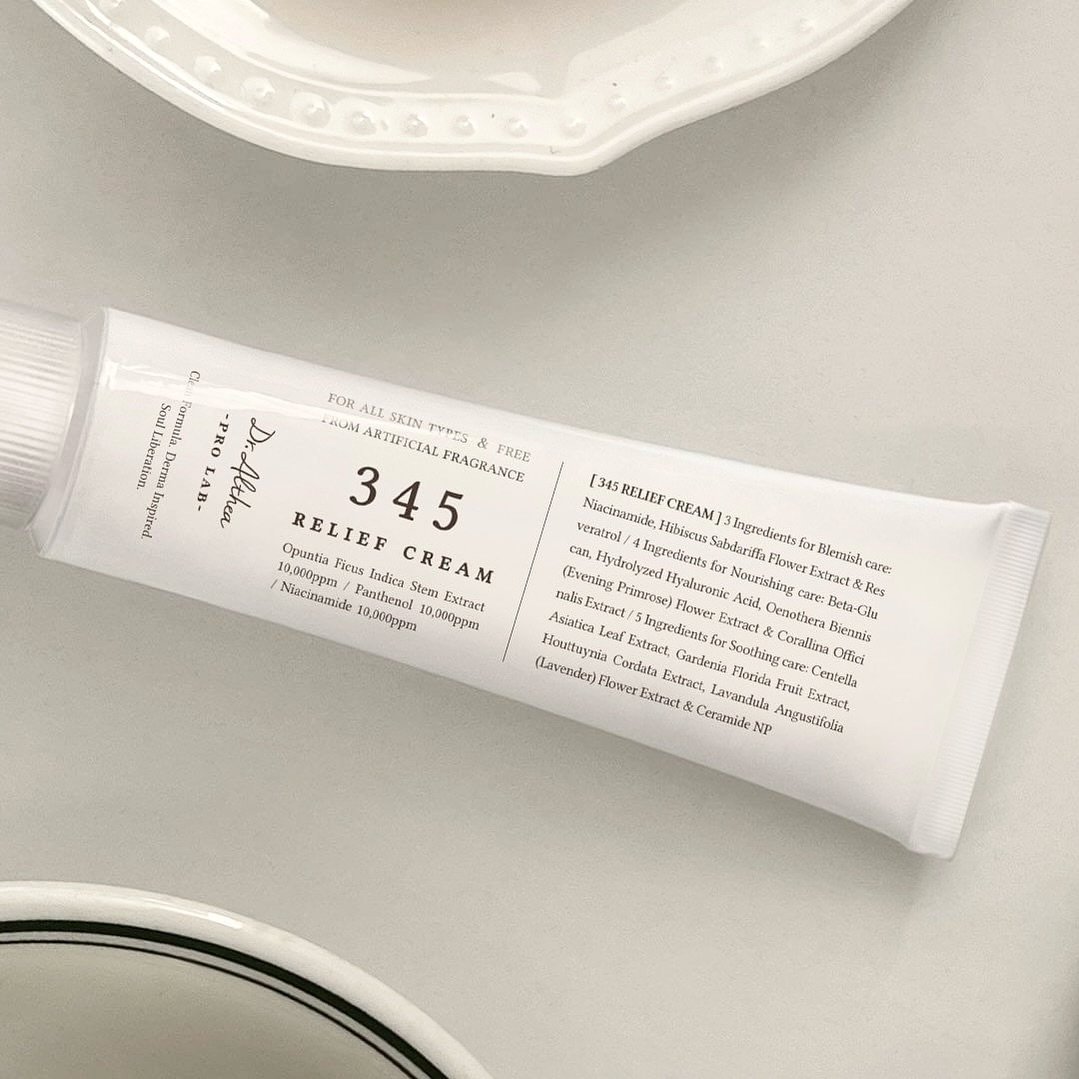 Clean Formula, Derma Inspired.
Soul Liberation.
Dr.Althea
-PRO LAB-
FOR ALL SKIN TYPES & FREE
FROM ARTIFICIAL FRAGRANCE
345
RELIEF CREAM
Opuntia Ficus Indica Stem Extract
10,000ppm / Panthenol 10,000ppm
/ Niacinamide 10,000ppm
[ 345 RELIEF CREAM ] 3 Ingredients for Blemish care:
Niacinamide, Hibiscus Sabdariffa Flower Extract & Res
veratrol / 4 Ingredients for Nourishing care: Beta-Glu
can, Hydrolyzed Hyaluronic Acid, Oenothera Biennis
(Evening Primrose) Flower Extract & Corallina Offici
nalis Extract / 5 Ingredients for Soothing care: Centella
Asiatica Leaf Extract, Gardenia Florida Fruit Extract,
Houttuynia Cordata Extract, Lavandula Angustifolia
(Lavender) Flower Extract & Ceramide NP